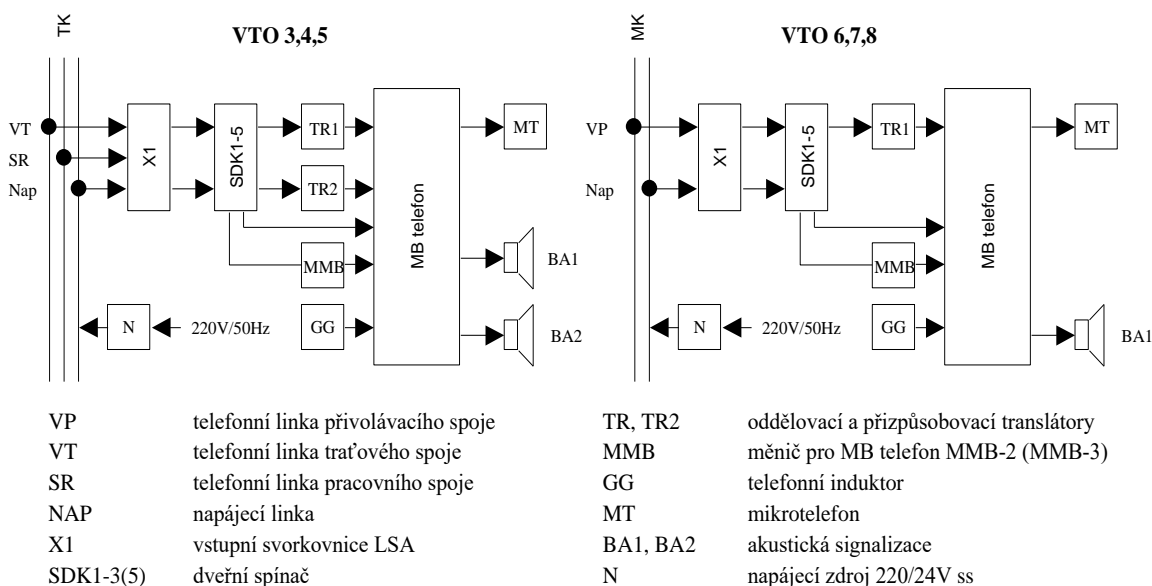 TK
VTO 3,4,5
VT
SR
Nap
X1
SDK1-5
TR1
TR2
MMB
GG
MB telefon
MT
BA1
BA2
N
220V/50Hz
MK
VTO 6,7,8
VP
Nap
X1
SDK1-5
TR1
MMB
GG
MB telefon
MT
BA1
N
220V/50Hz
VP telefonní linka přivolávacího spoje
VT telefonní linka traťového spoje
SR telefonní linka pracovního spoje
NAP napájecí linka
X1 vstupní svorkovnice LSA
SDK1-3(5) dveřní spínač
TR, TR2 oddělovací a přizpůsobovací translátory
MMB měnič pro MB telefon MMB-2 (MMB-3)
GG telefonní induktor
MT mikrotelefon
BA1, BA2 akustická signalizace
N napájecí zdroj 220/24V ss